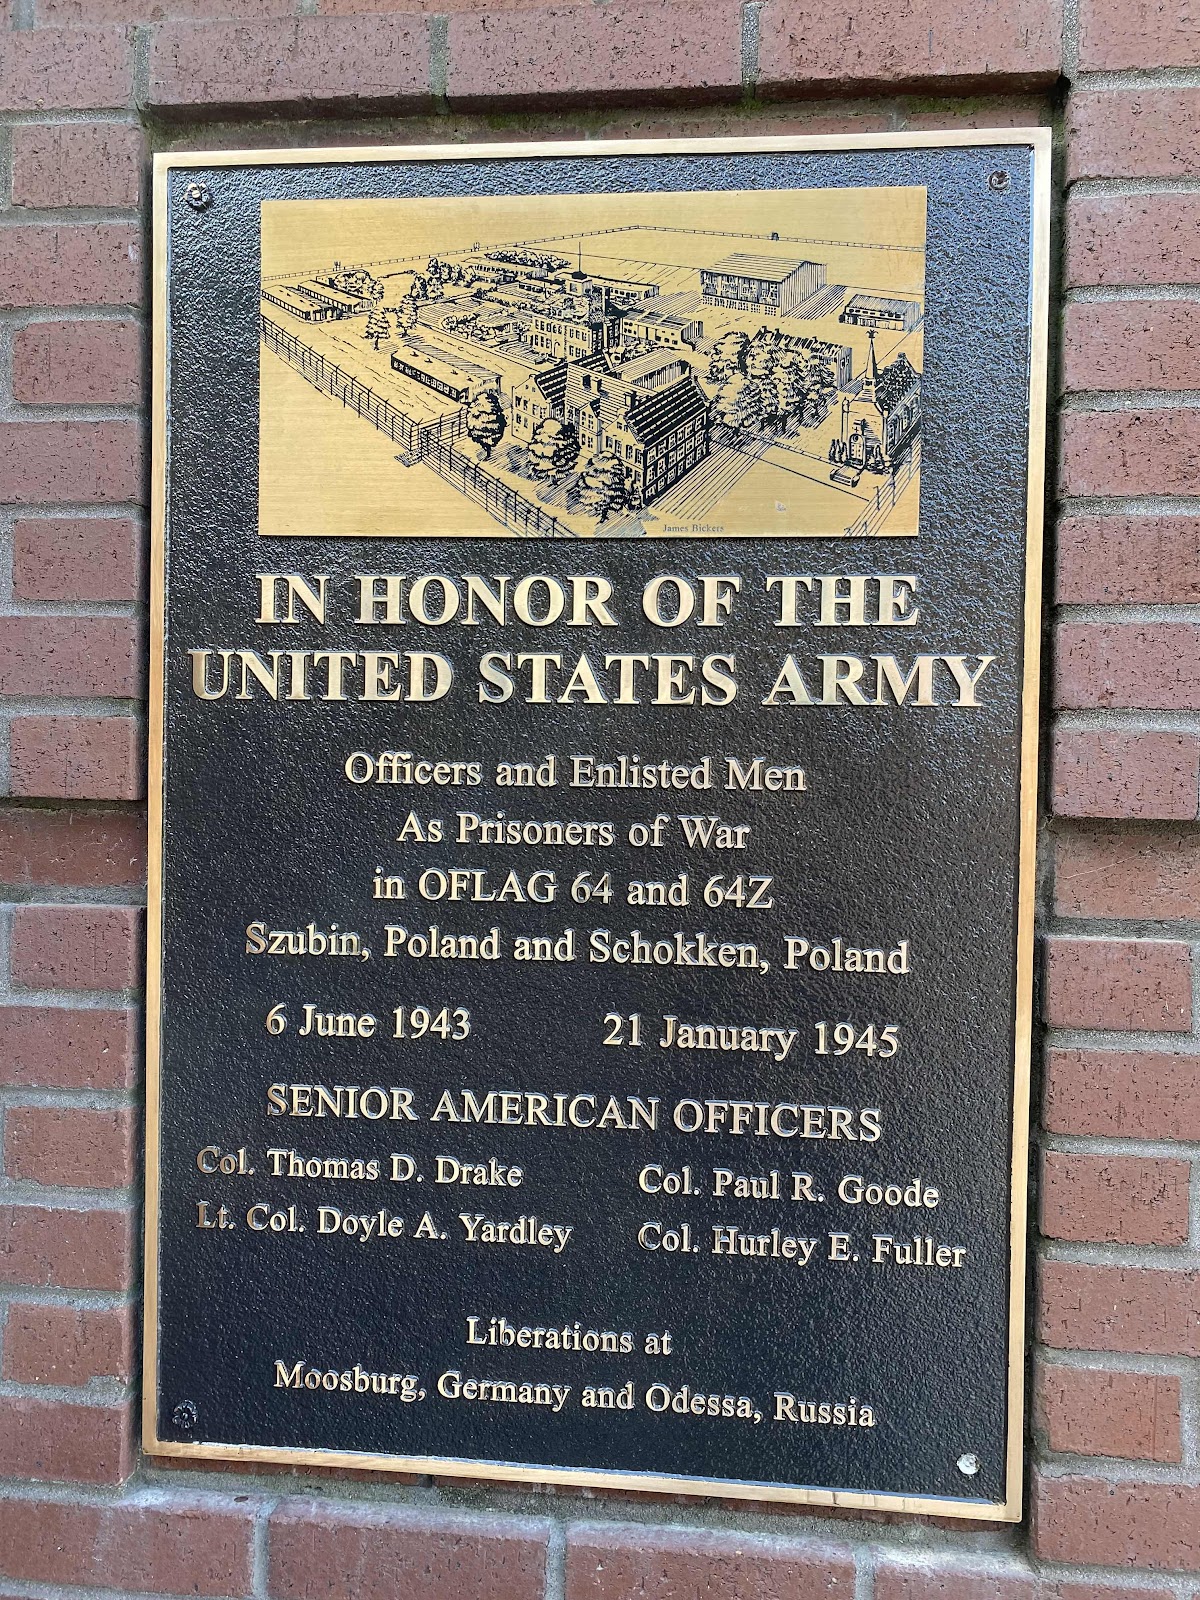 James Bickers
IN HONOR OF THE
UNITED STATES ARMY
Officers and Enlisted Men
As Prisoners of War
in OFLAG 64 and 64Z
Szubin, Poland and Schokken, Poland
6 June 1943 21 January 1945
SENIOR AMERICAN OFFICERS
Col. Thomas D. Drake Col. Paul R. Goode
Lt. Col. Doyle A. Yardley Col. Hurley E. Fuller
Liberations at
Moosburg, Germany and Odessa, Russia